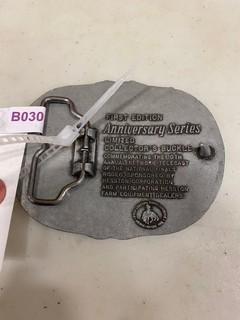 B030
FIRST EDITION
Anniversary Series
LIMITED
COLLECTOR'S BUCKLE
COMMEMORATING THE 10TH
ANNUAL NETWORK TELECAST
OF THE NATIONAL FINALS
RODEO SPONSORED BY
HESSTON CORPORATION
AND PARTICIPATING HESSTON
FARM EQUIPMENT DEALERS